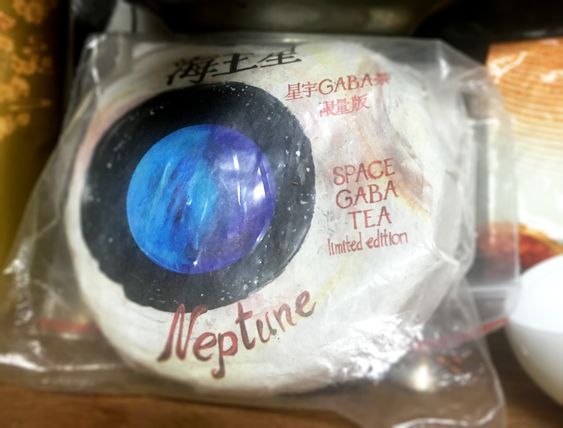 海王星
星宇GABA茶
限量版
SPACE
GABA
TEA
limited edition
Neptune